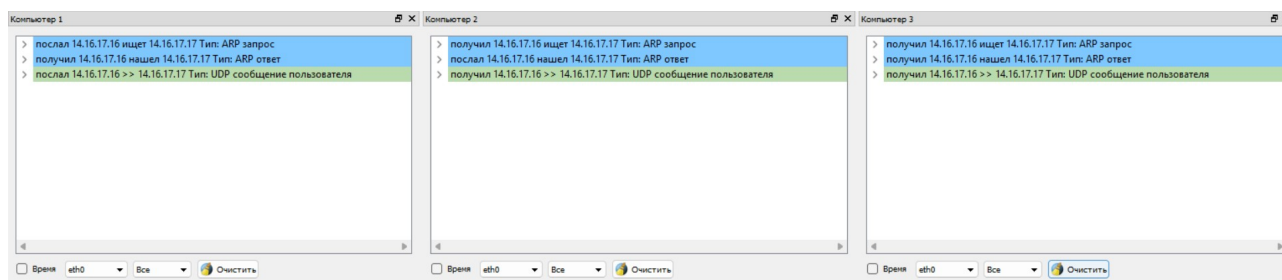 Компьютер 1
послал 14.16.17.16 ищет 14.16.17.17 Тип: ARP запрос
получил 14.16.17.16 нашел 14.16.17.17 Тип: ARP ответ
послал 14.16.17.16 >> 14.16.17.17 Тип: UDP сообщение пользователя
Время eth0 Все Очистить
Компьютер 2
получил 14.16.17.16 ищет 14.16.17.17 Тип: ARP запрос
послал 14.16.17.16 нашел 14.16.17.17 Тип: ARP ответ
получил 14.16.17.16 >> 14.16.17.17 Тип: UDP сообщение пользователя
Время eth0 Все Очистить
Компьютер 3
получил 14.16.17.16 ищет 14.16.17.17 Тип: ARP запрос
получил 14.16.17.16 нашел 14.16.17.17 Тип: ARP ответ
получил 14.16.17.16 >> 14.16.17.17 Тип: UDP сообщение пользователя
Время eth0 Все Очистить